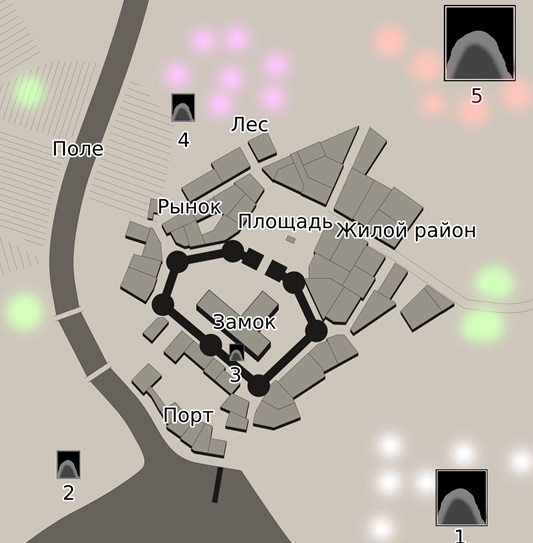 5
Лес
4
Поле
Рынок
Площадь
Жилой район
Замок
3
Порт
2
1